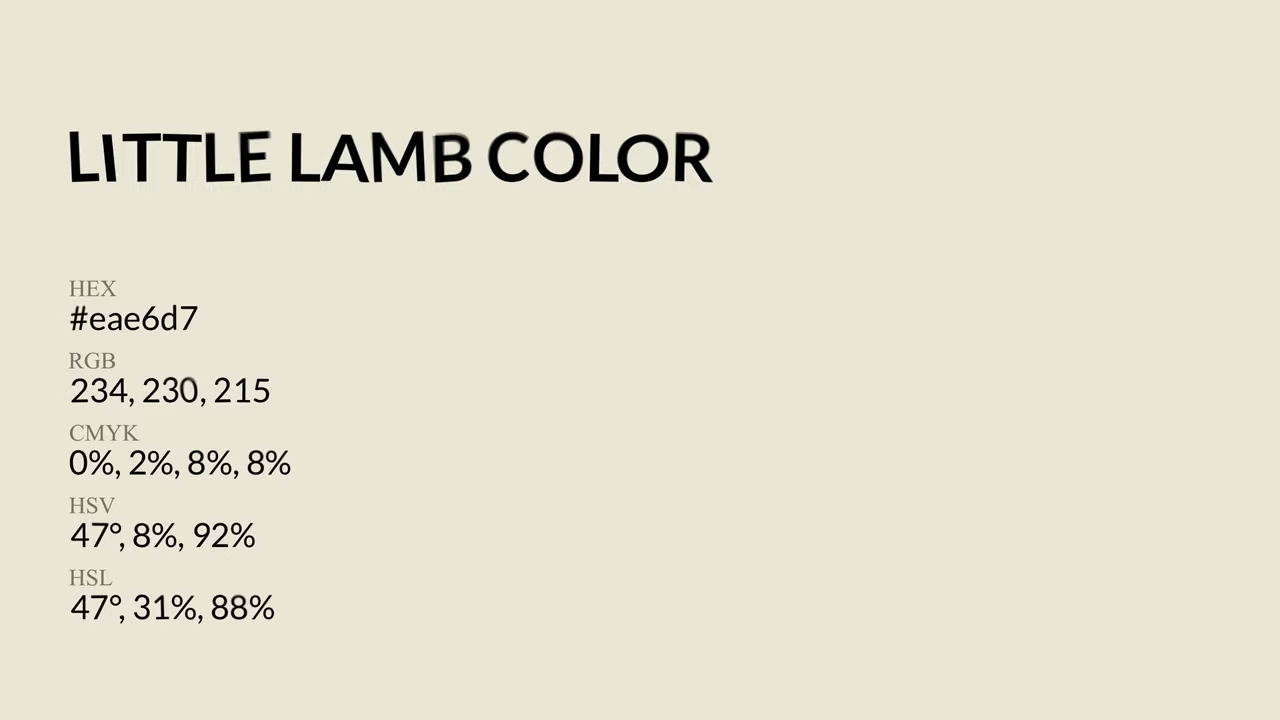 LITTLE LAMB COLOR
HEX
#eae6d7
RGB
234, 230, 215
CMYK
0%, 2%, 8%, 8%
HSV
47°, 8%, 92%
HSL
47°, 31%, 88%